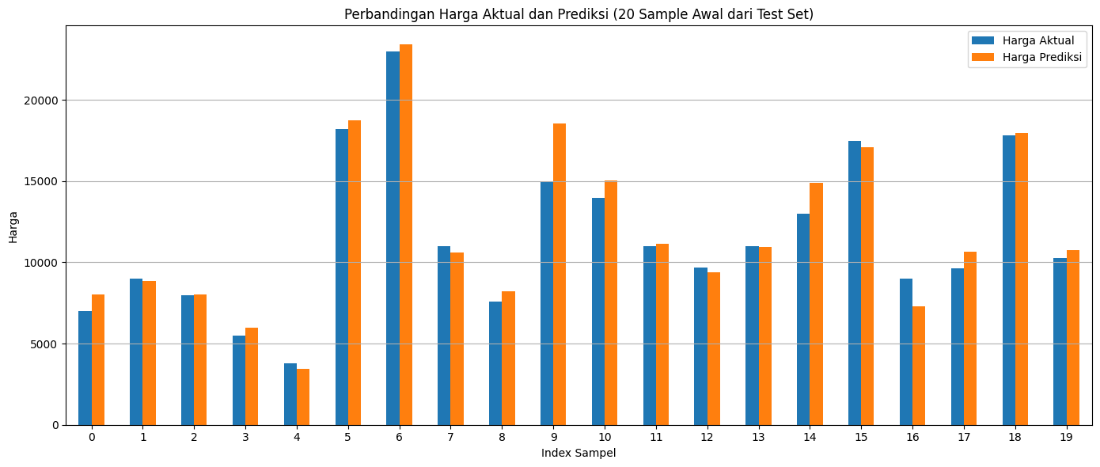 Perbandingan Harga Aktual dan Prediksi (20 Sample Awal dari Test Set)
Harga Aktual
Harga Prediksi
Harga
20000
15000
10000
5000
0
0 1 2 3 4 5 6 7 8 9 10 11 12 13 14 15 16 17 18 19
Index Sampel